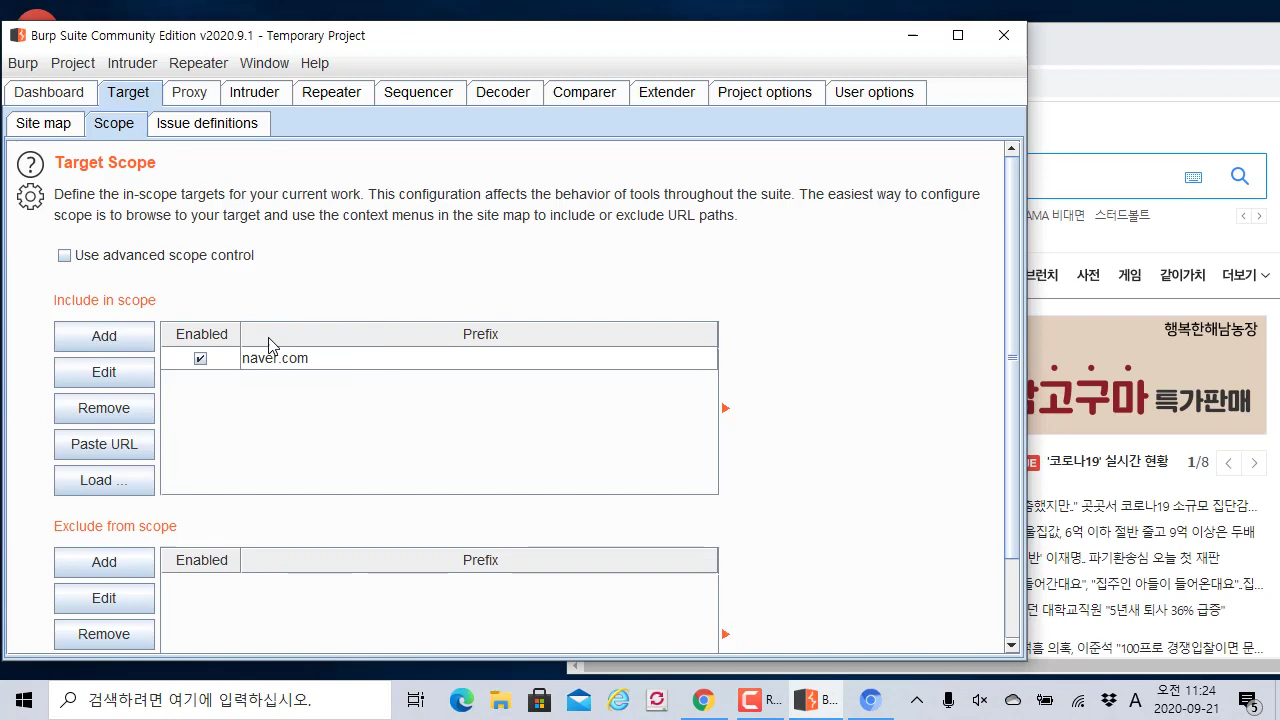 Burp Suite Community Edition v2020.9.1 - Temporary Project
Burp Project Intruder Repeater Window Help
Dashboard Target Proxy Intruder Repeater Sequencer Decoder Comparer Extender Project options User options
Site map Scope Issue definitions
Target Scope
Define the in-scope targets for your current work. This configuration affects the behavior of tools throughout the suite. The easiest way to configure
scope is to browse to your target and use the context menus in the site map to include or exclude URL paths.
Use advanced scope control
Include in scope
Add
Edit
Remove
Paste URL
Load ...
Enabled Prefix
naver.com
Exclude from scope
Add
Edit
Remove
Enabled Prefix
AMA 비대면 스터드볼트
브런치 사전 게임 같이가치 더보기
행복한해남농장
고구마 특가판매
'코로나19' 실시간 현황 1/8
했지만.." 곳곳서 코로나19 소규모 집단감...
울집값, 6억 이하 절반 줄고 9억 이상은 두배
반' 이재명.. 파기환송심 오늘 첫 재판
들어간대요", "집주인 아들이 들어온대요"..집...
던 대학교직원 "5년새 퇴사 36% 급증"
흠 의혹, 이준석 "100프로 경쟁입찰이면 문...
검색하려면 여기에 입력하십시오.
R...
B...
A
오전 11:24
2020-09-21
5